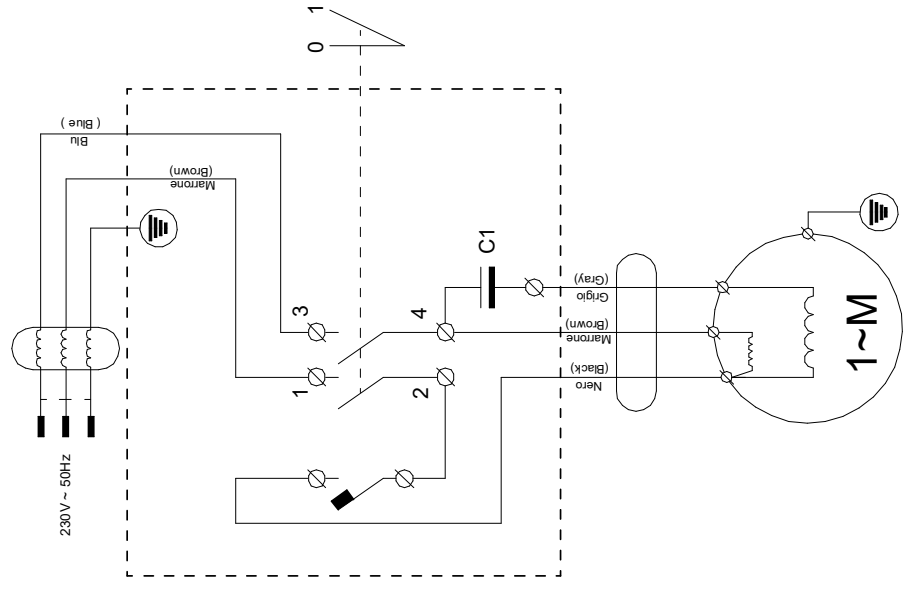 0 1
Blu
( Blue )
Marrone
(Brown)
3
1
4
2
C1
Grigio
(Gray)
Marrone
(Brown)
Nero
(Black)
1~M
230V ~ 50Hz